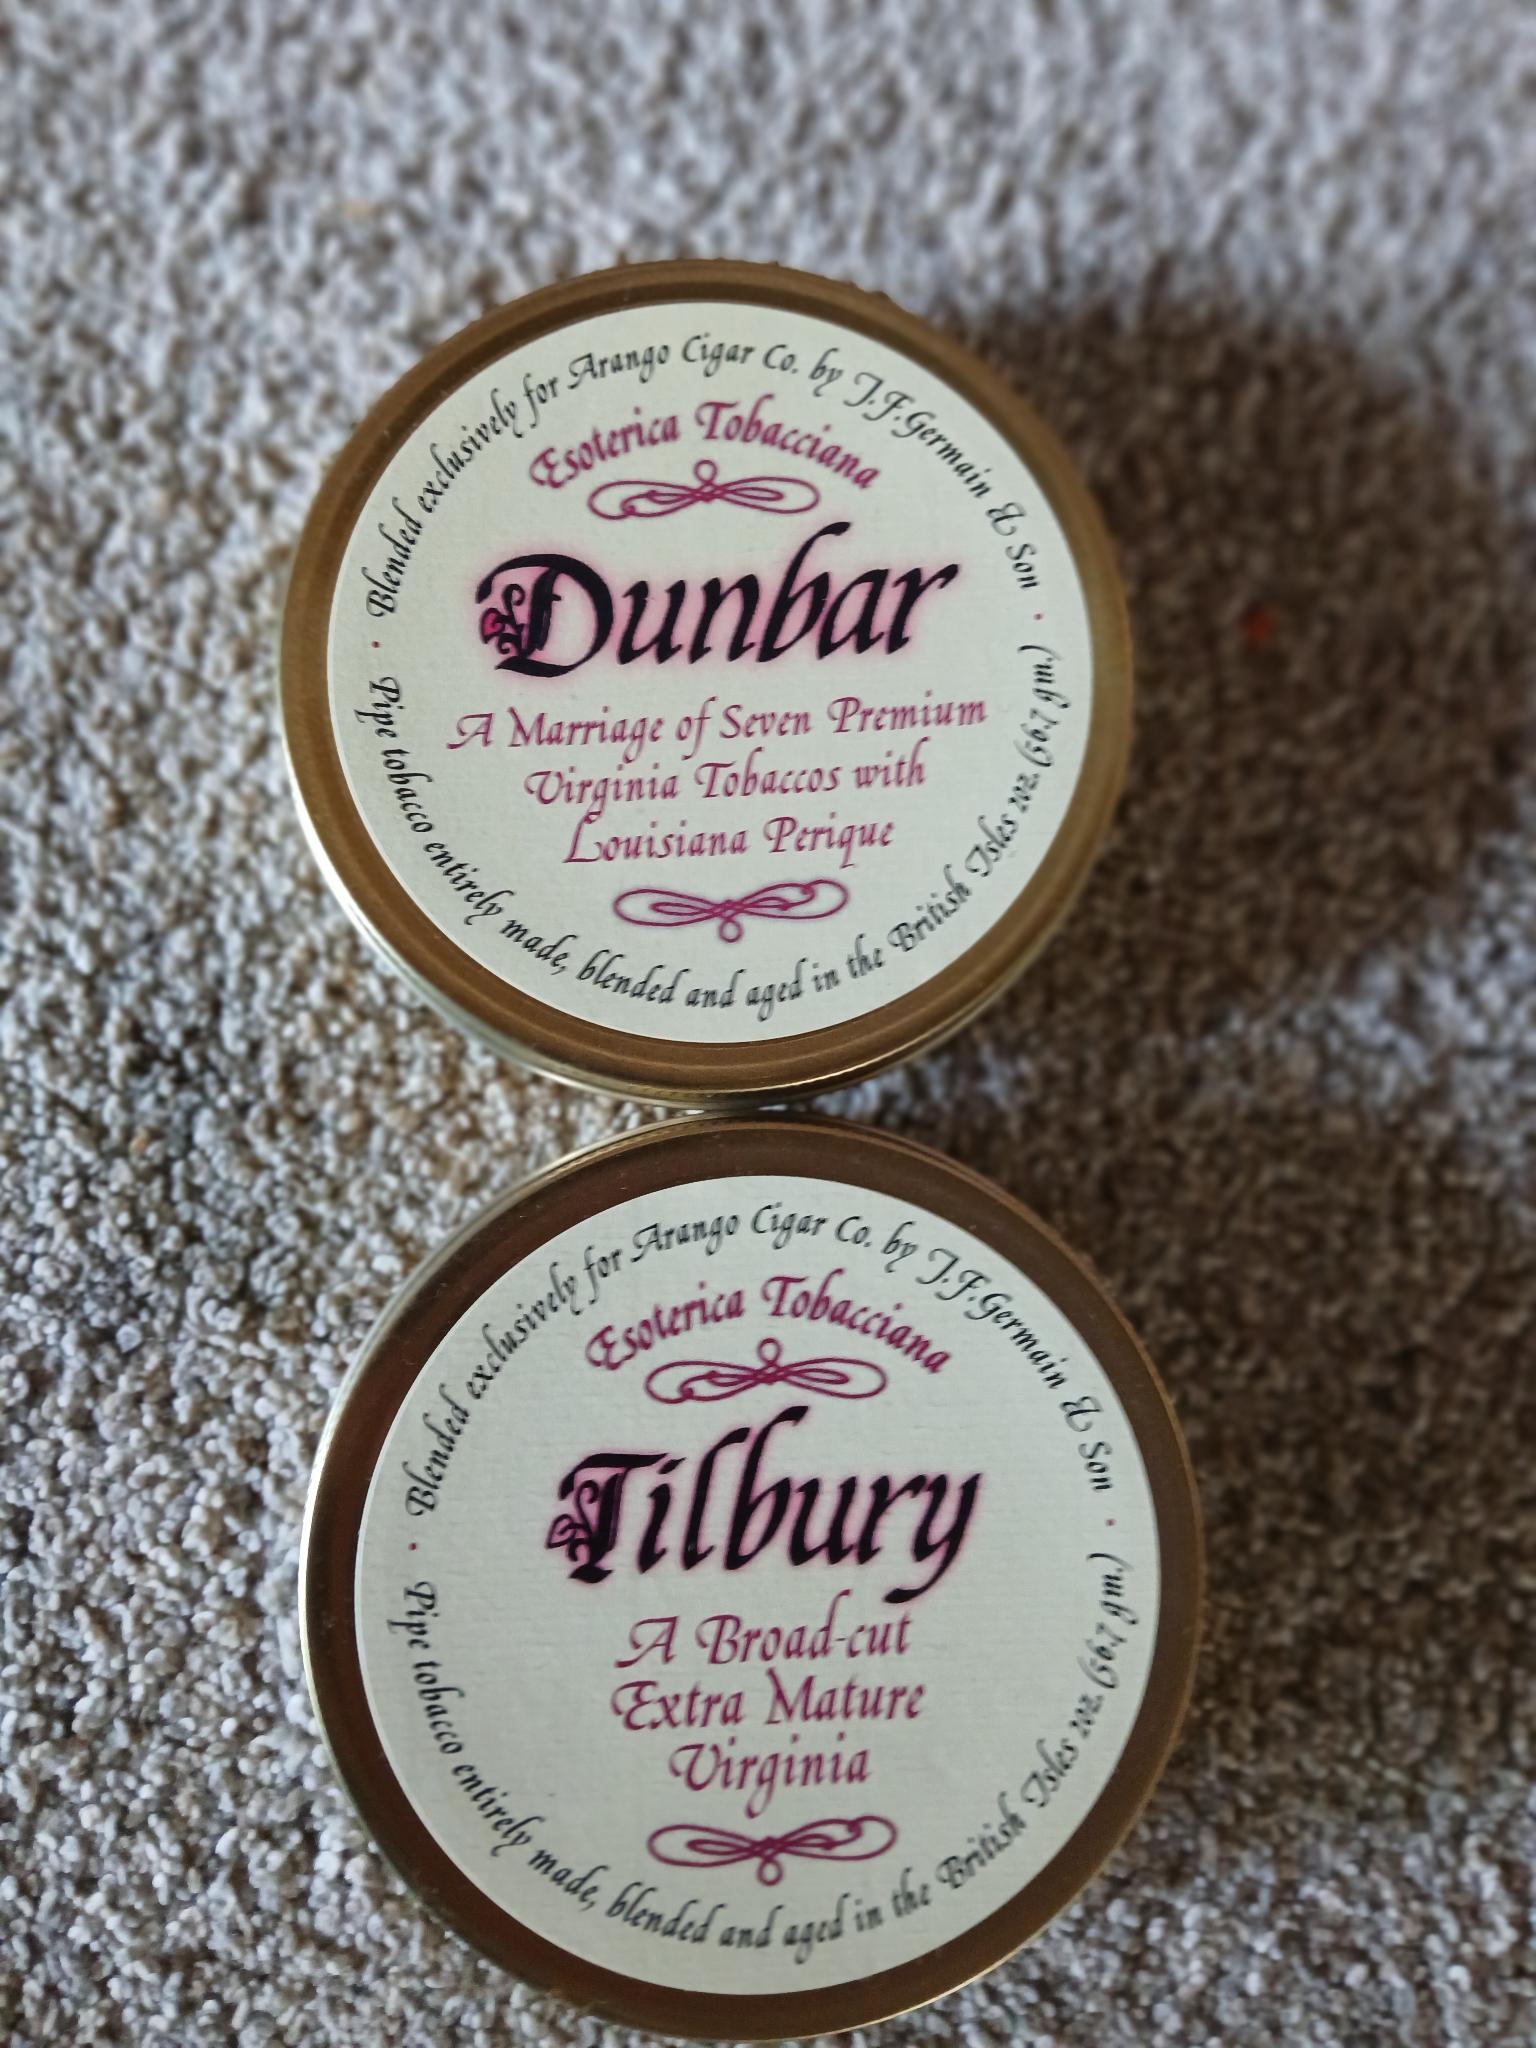 Blended exclusively for Arango Cigar Co. by J.F.Germain & Son
Esoterica Tobacciana
Dunbar
A Marriage of Seven Premium
Virginia Tobaccos with
Louisiana Perique
Pipe tobacco entirely made, blended and aged in the British Isles 2oz. (56.7 gm.)
Blended exclusively for Arango Cigar Co. by J.F.Germain & Son
Esoterica Tobacciana
Tilbury
A Broad-cut
Extra Mature
Virginia
Pipe tobacco entirely made, blended and aged in the British Isles 2oz. (56.7 gm.)